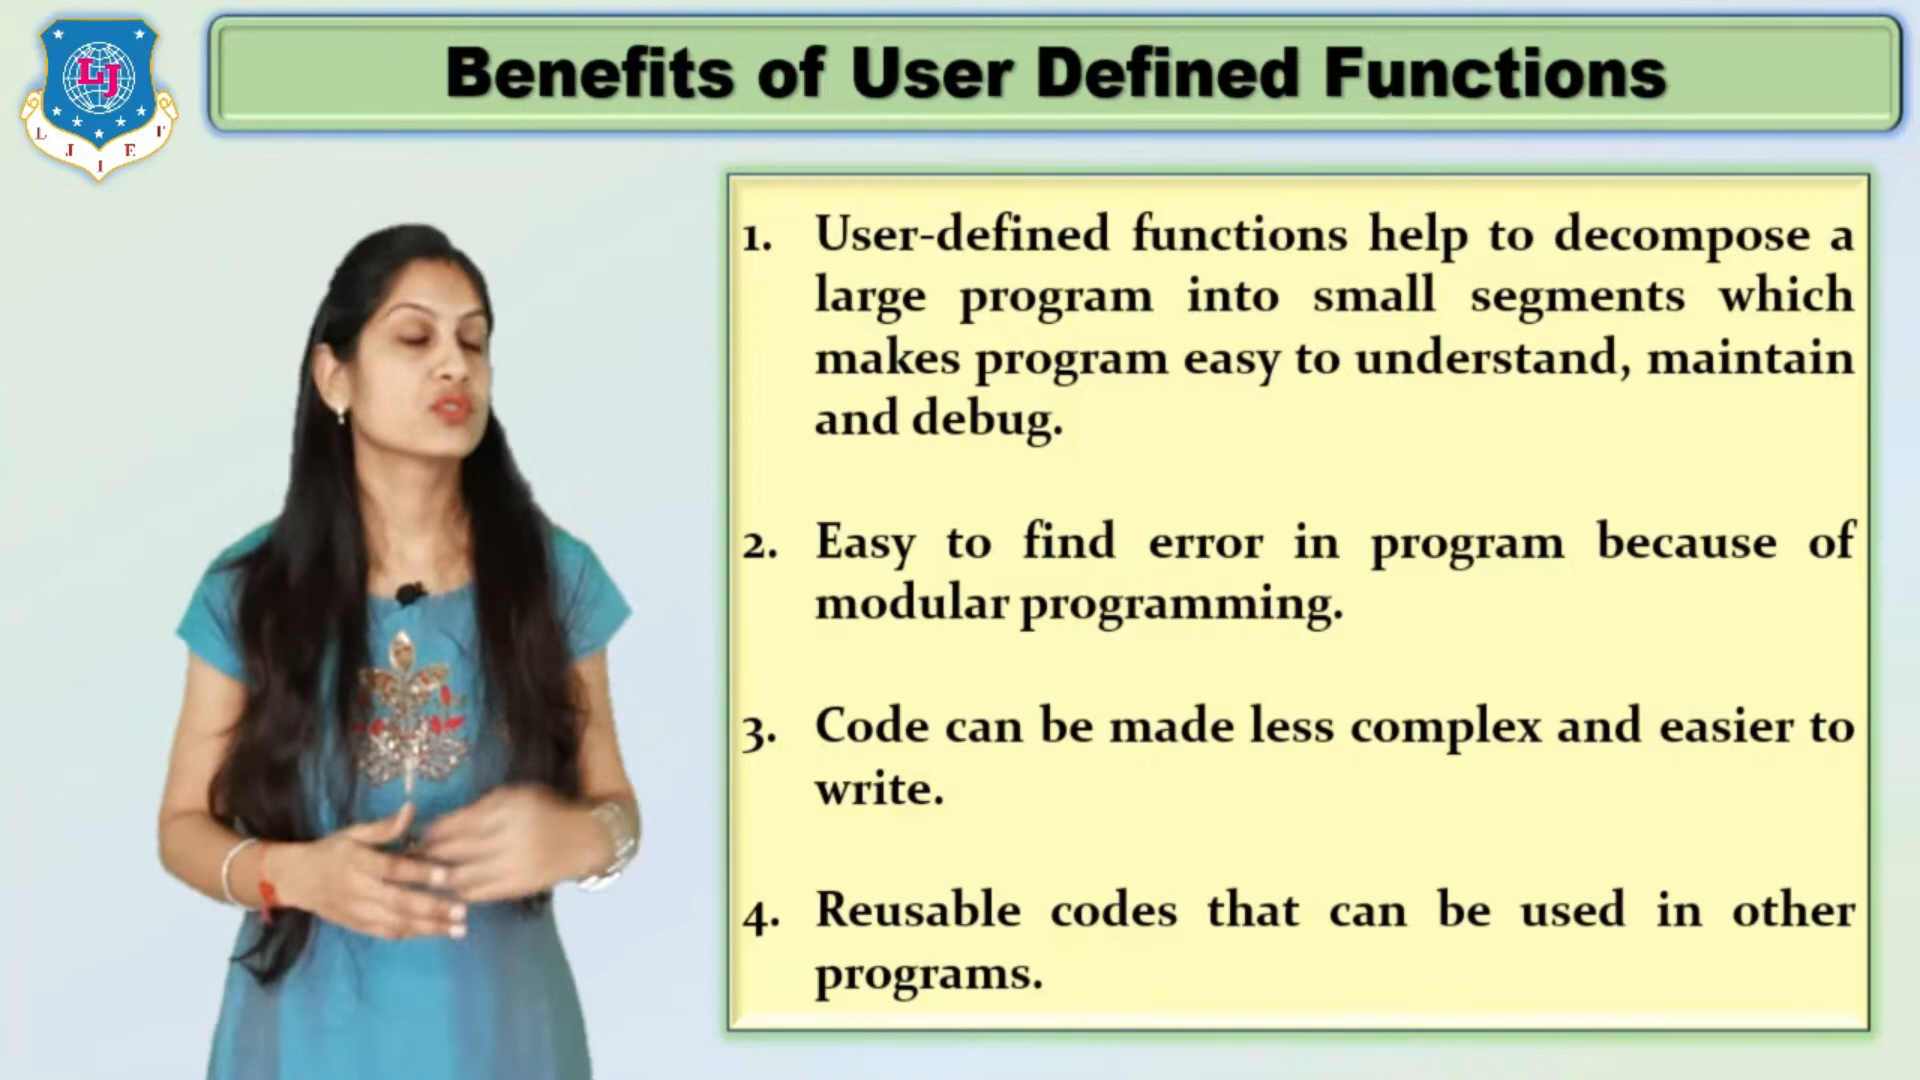 LJ
L J I E T
Benefits of User Defined Functions
1. User-defined functions help to decompose a
large program into small segments which
makes program easy to understand, maintain
and debug.
2. Easy to find error in program because of
modular programming.
3. Code can be made less complex and easier to
write.
4. Reusable codes that can be used in other
programs.